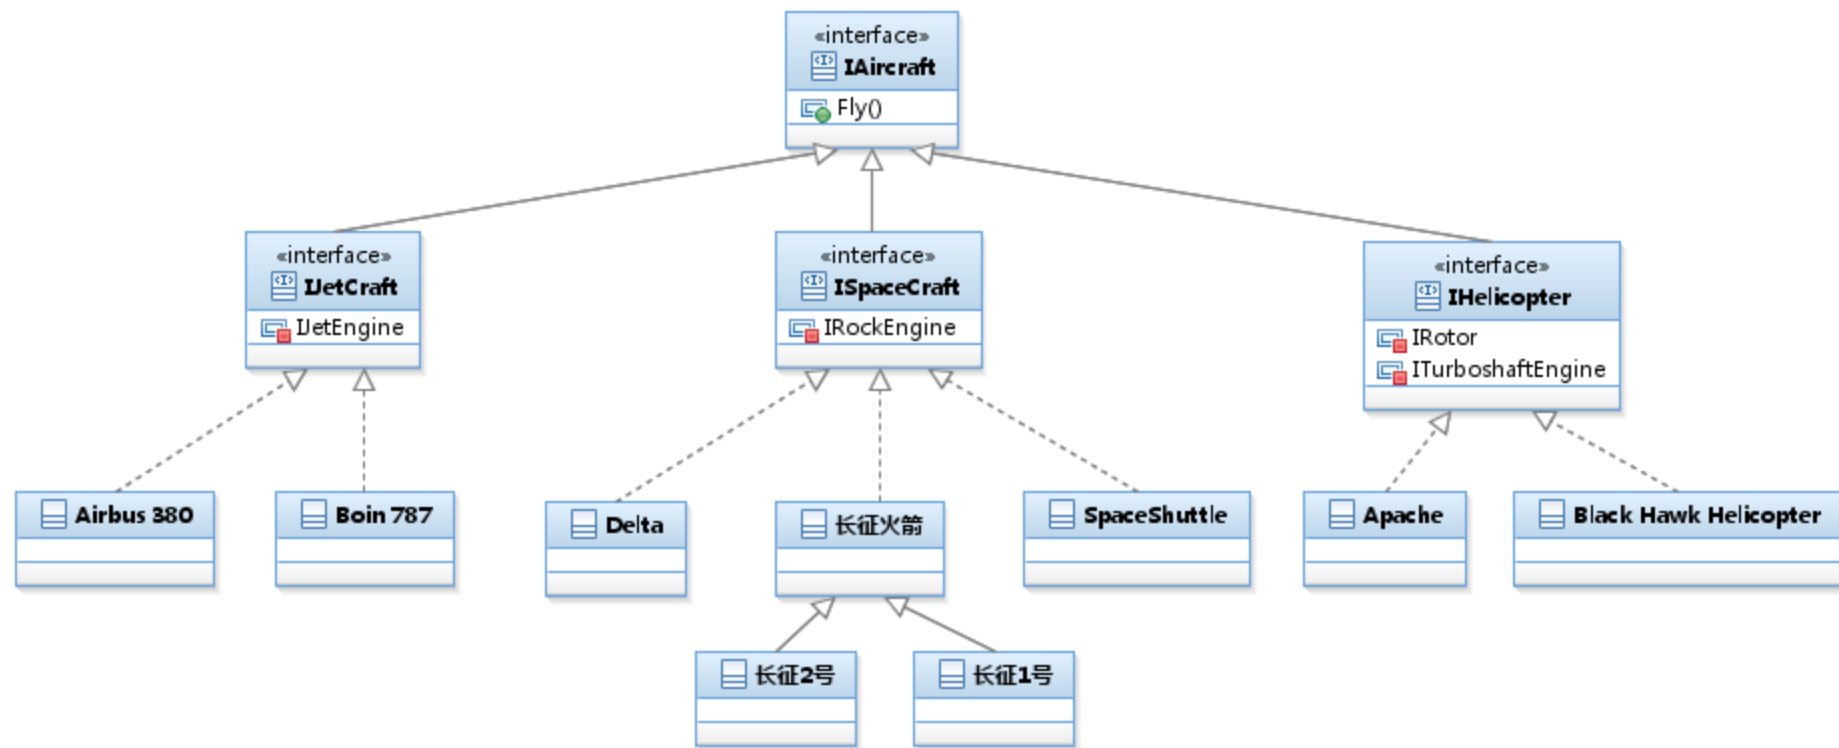 «interface»
IAircraft
Fly()
«interface»
IJetCraft
IJetEngine
«interface»
ISpaceCraft
IRockEngine
«interface»
IHelicopter
IRotor
ITurboshaftEngine
Airbus 380
Boin 787
Delta
长征火箭
SpaceShuttle
Apache
Black Hawk Helicopter
长征2号
长征1号